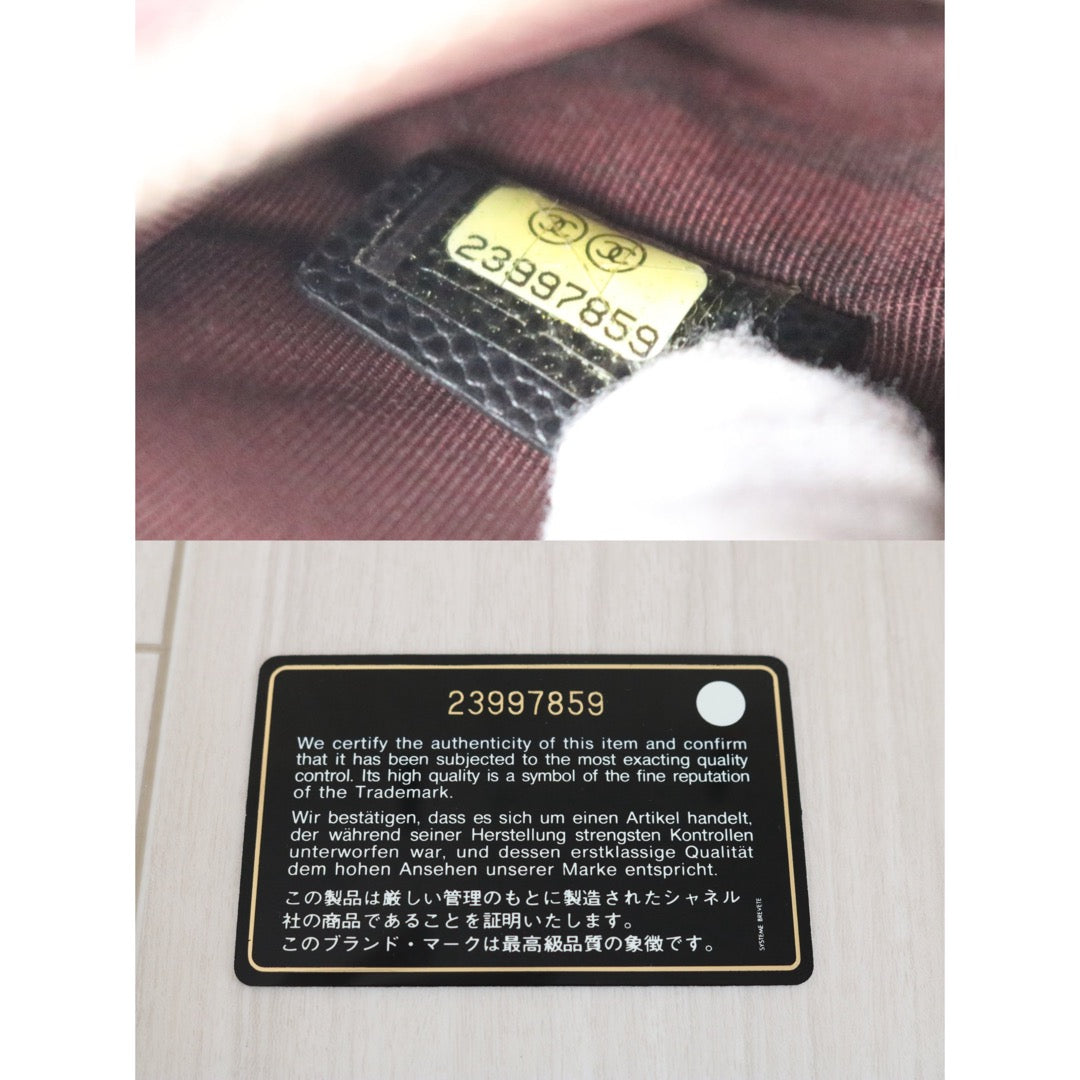 23997859
23997859
We certify the authenticity of this item and confirm
that it has been subjected to the most exacting quality
control. Its high quality is a symbol of the fine reputation
of the Trademark.
Wir bestätigen, dass es sich um einen Artikel handelt,
der während seiner Herstellung strengsten Kontrollen
unterworfen war, und dessen erstklassige Qualität
dem hohen Ansehen unserer Marke entspricht.
この製品は厳しい管理のもとに製造されたシャネル
社の商品であることを証明いたします。
このブランド・マークは最高級品質の象徴です。
SYSTEME BREVETE